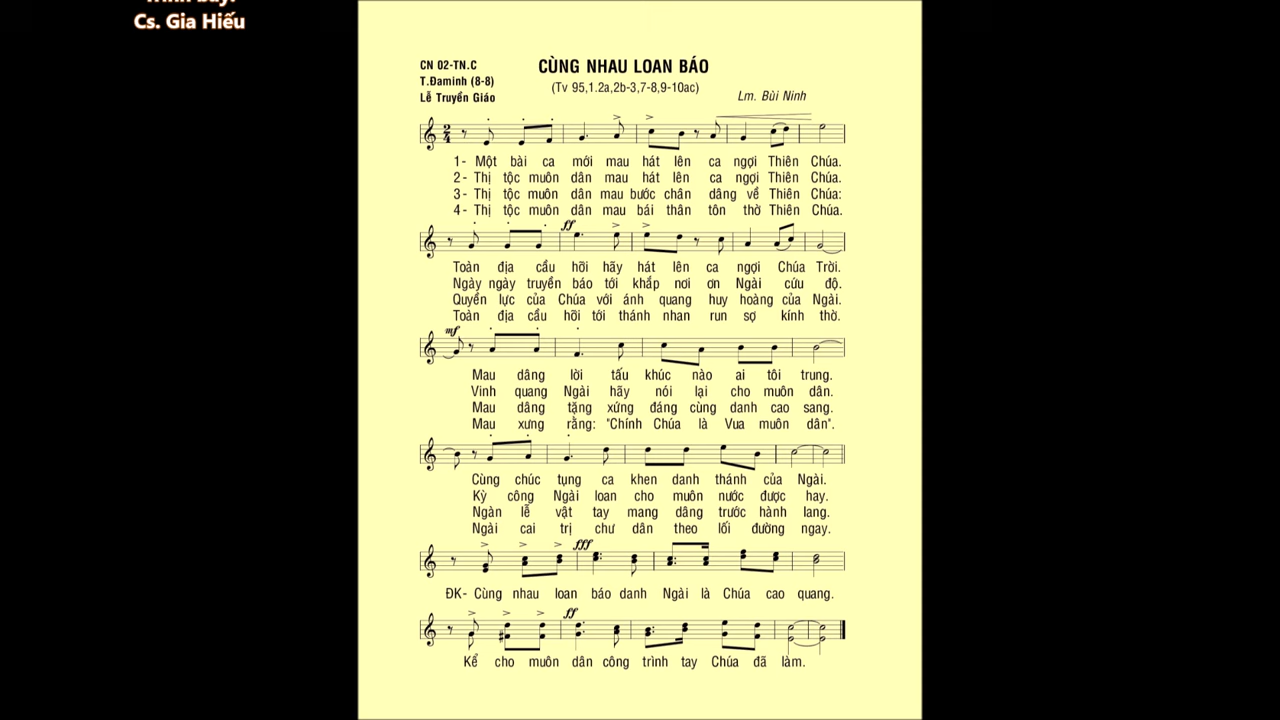 Trình bày:
Cs. Gia Hiếu
CN 02-TN.C
T.Đaminh (8-8)
Lễ Truyền Giáo
CÙNG NHAU LOAN BÁO
(Tv 95,1.2a,2b-3,7-8,9-10ac)
Lm. Bùi Ninh
1- Một bài ca mới mau hát lên ca ngợi Thiên Chúa.
2- Thị tộc muôn dân mau hát lên ca ngợi Thiên Chúa.
3- Thị tộc muôn dân mau bước chân dâng về Thiên Chúa:
4- Thị tộc muôn dân mau bái thân tôn thờ Thiên Chúa.
ff
Toàn địa cầu hỡi hãy hát lên ca ngợi Chúa Trời.
Ngày ngày truyền báo tới khắp nơi ơn Ngài cứu độ.
Quyền lực của Chúa với ánh quang huy hoàng của Ngài.
Toàn địa cầu hỡi tới thánh nhan run sợ kính thờ.
mf
Mau dâng lời tấu khúc nào ai tôi trung.
Vinh quang Ngài hãy nói lại cho muôn dân.
Mau dâng tặng xứng đáng cùng danh cao sang.
Mau xưng rằng: "Chính Chúa là Vua muôn dân".
Cùng chúc tụng ca khen danh thánh của Ngài.
Kỳ công Ngài loan cho muôn nước được hay.
Ngàn lễ vật tay mang dâng trước hành lang.
Ngài cai trị chư dân theo lối đường ngay.
fff
ĐK- Cùng nhau loan báo danh Ngài là Chúa cao quang.
ff
Kể cho muôn dân công trình tay Chúa đã làm.